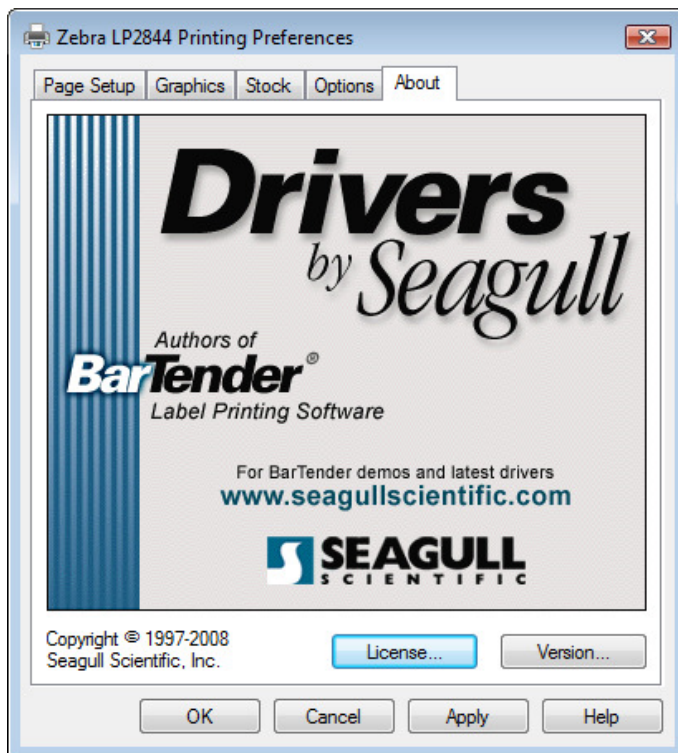 Zebra LP2844 Printing Preferences
Page Setup Graphics Stock Options About
Drivers
by Seagull
Authors of
BarTender®
Label Printing Software
For BarTender demos and latest drivers
www.seagullscientific.com
SEAGULL
SCIENTIFIC
Copyright © 1997-2008
Seagull Scientific, Inc.
License... Version...
OK Cancel Apply Help